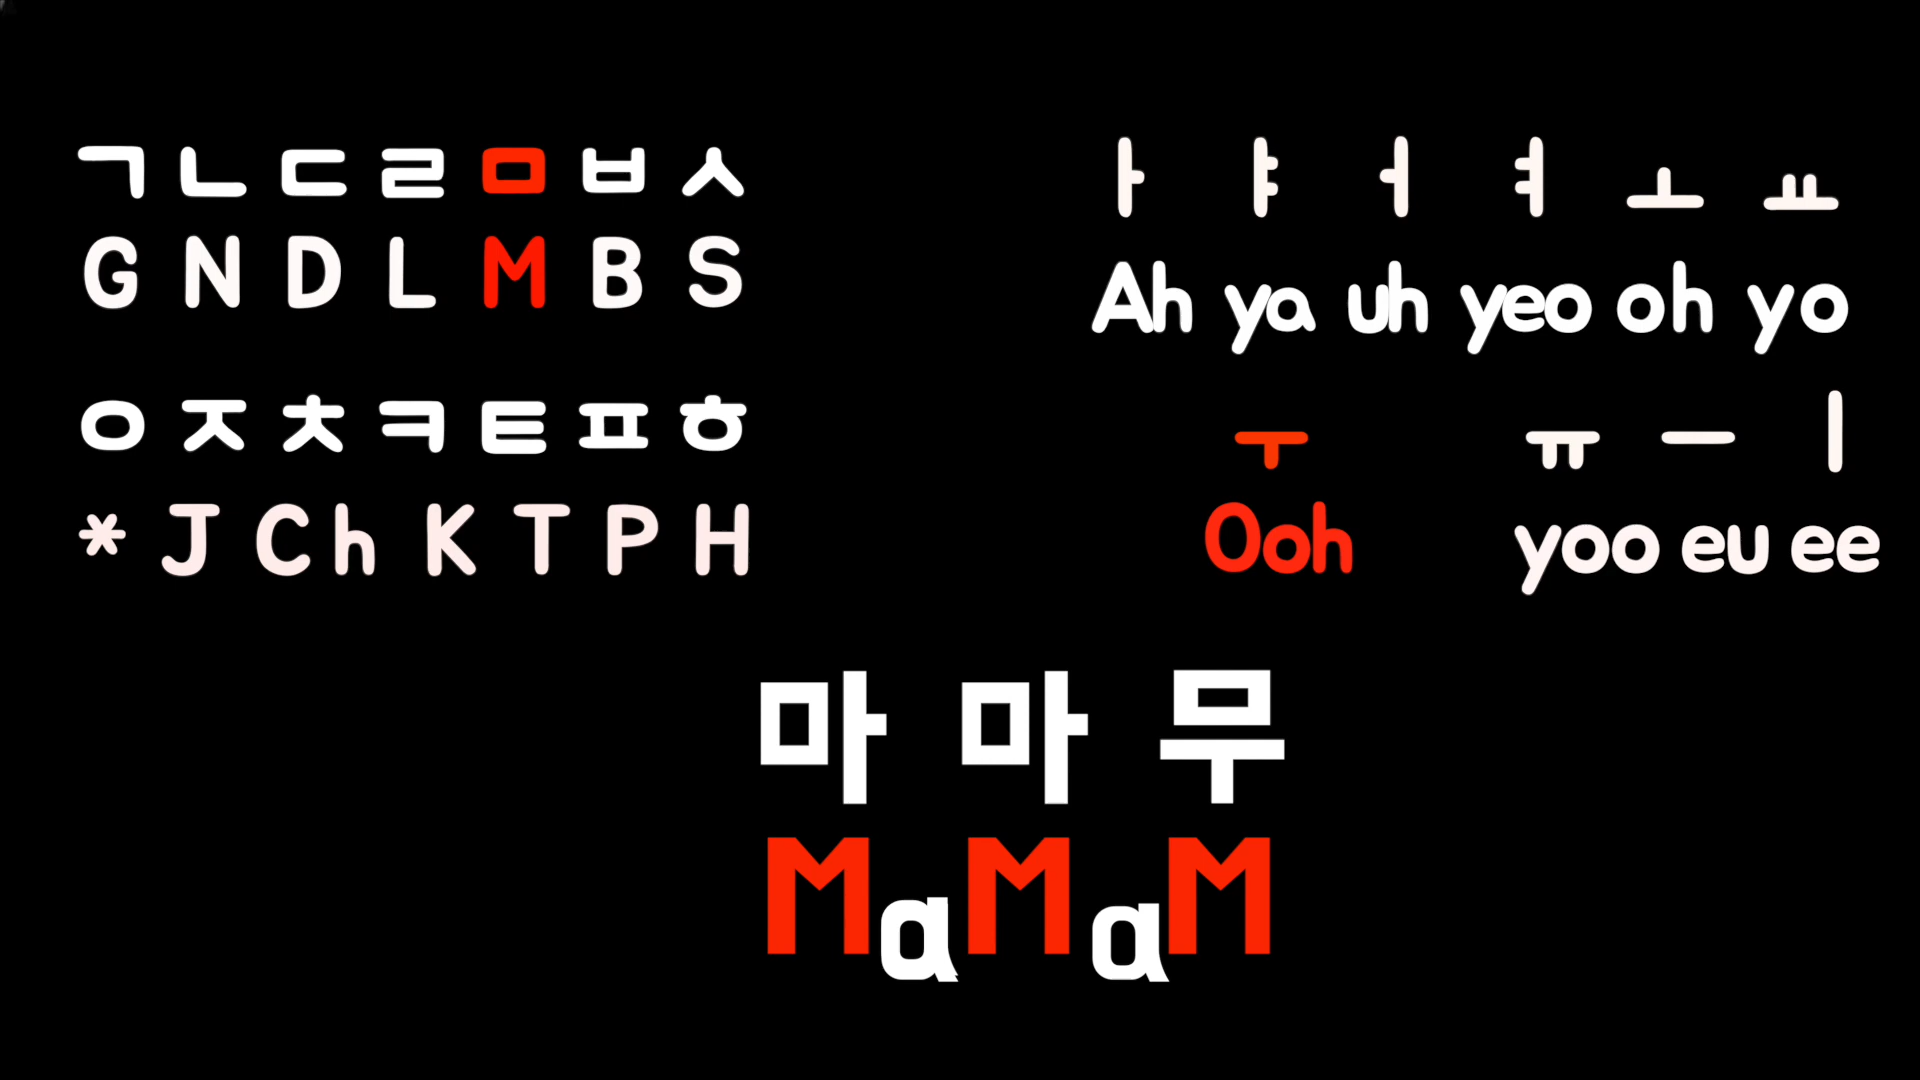 ㄱ ㄴ ㄷ ㄹ ㅁ ㅂ ㅅ
G N D L M B S
ㅇ ㅈ ㅊ ㅋ ㅌ ㅍ ㅎ
* J Ch K T P H
ㅏ ㅑ ㅓ ㅕ ㅗ ㅛ
Ah ya uh yeo oh yo
ㅜ ㅠ ㅡ ㅣ
Ooh yoo eu ee
마 마 무
MaMaM